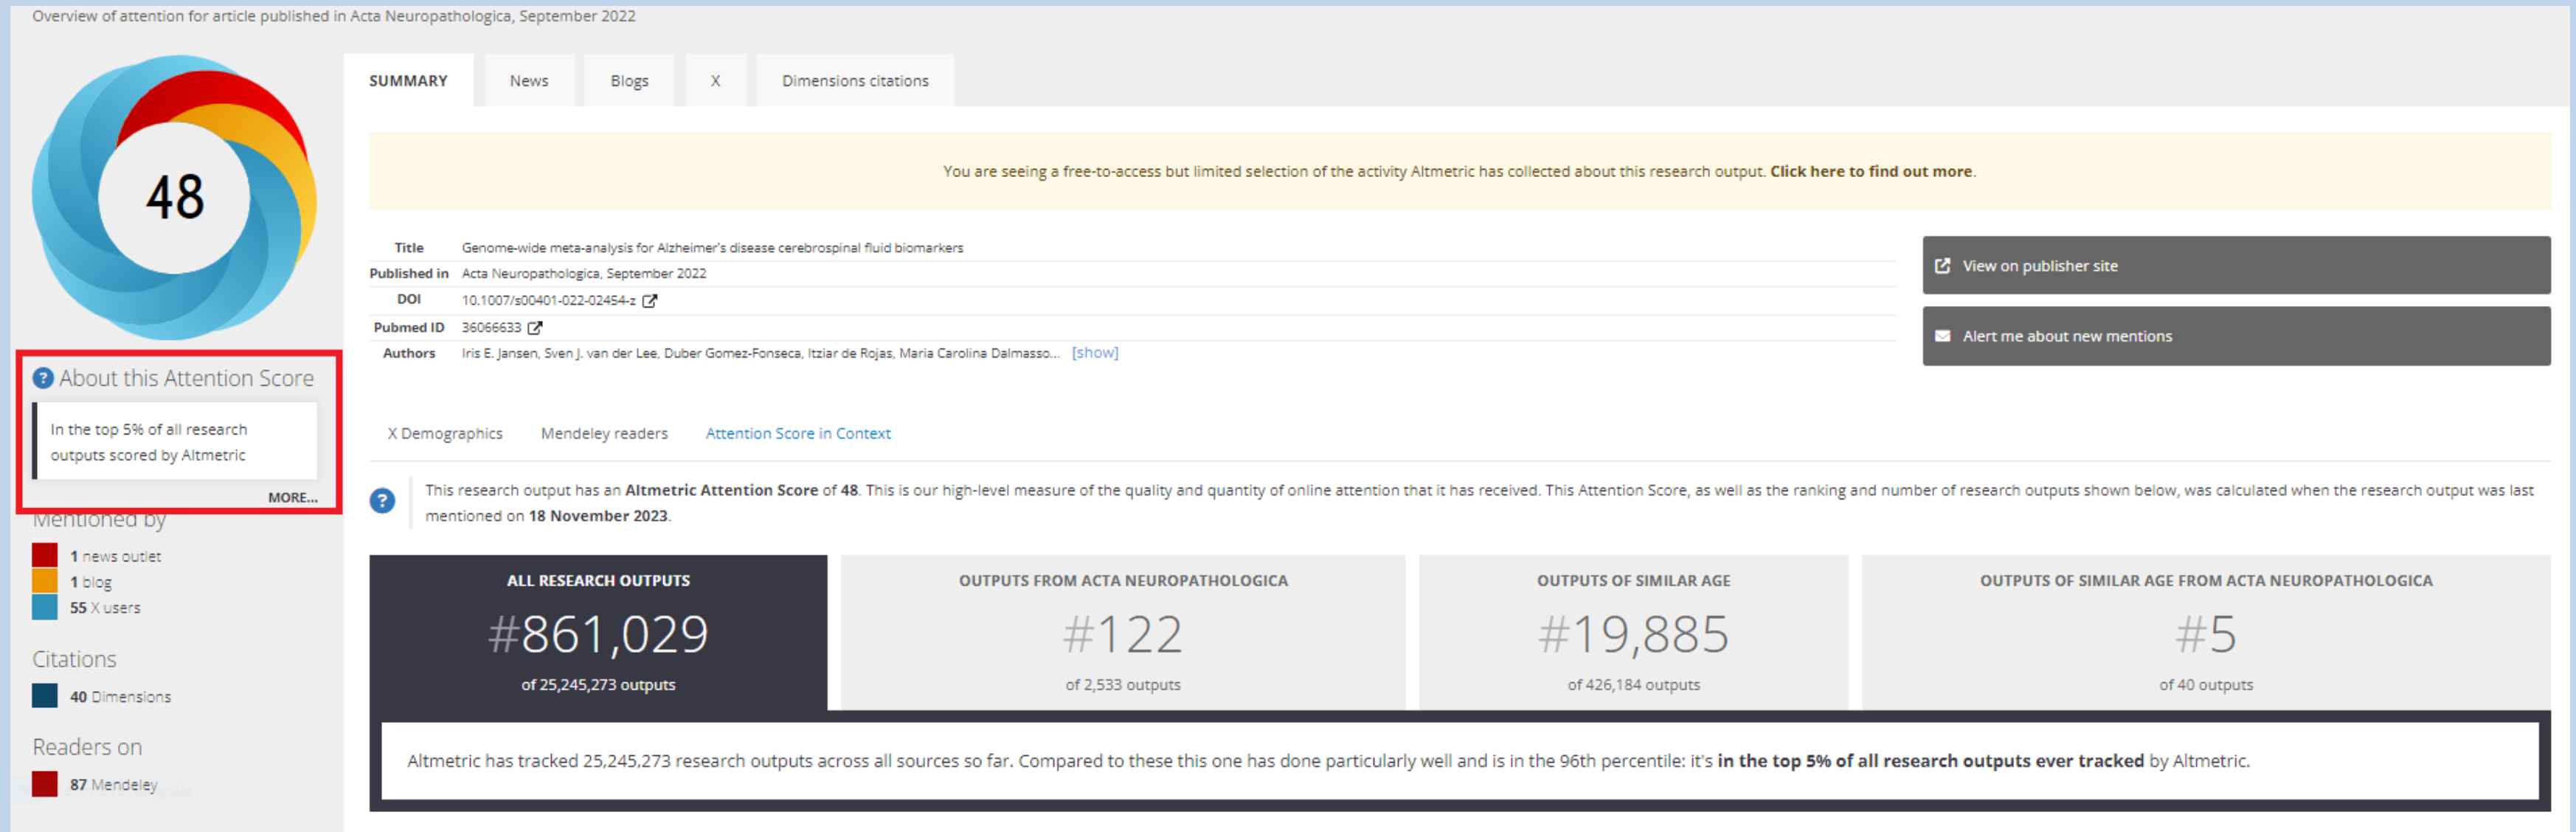 Overview of attention for article published in Acta Neuropathologica, September 2022
48
About this Attention Score
In the top 5% of all research
outputs scored by Altmetric
MORE...
Mentioned by
1 news outlet
1 blog
55 X users
Citations
40 Dimensions
Readers on
87 Mendeley
SUMMARY News Blogs X Dimensions citations
You are seeing a free-to-access but limited selection of the activity Altmetric has collected about this research output. Click here to find out more.
Title Genome-wide meta-analysis for Alzheimer's disease cerebrospinal fluid biomarkers
Published in Acta Neuropathologica, September 2022
DOI 10.1007/s00401-022-02454-z
Pubmed ID 36066633
Authors Iris E. Jansen, Sven J. van der Lee, Duber Gomez-Fonseca, Itziar de Rojas, Maria Carolina Dalmasso... [show]
View on publisher site
Alert me about new mentions
X Demographics Mendeley readers Attention Score in Context
This research output has an Altmetric Attention Score of 48. This is our high-level measure of the quality and quantity of online attention that it has received. This Attention Score, as well as the ranking and number of research outputs shown below, was calculated when the research output was last
mentioned on 18 November 2023.
ALL RESEARCH OUTPUTS
#861,029
of 25,245,273 outputs
OUTPUTS FROM ACTA NEUROPATHOLOGICA
#122
of 2,533 outputs
OUTPUTS OF SIMILAR AGE
#19,885
of 426,184 outputs
OUTPUTS OF SIMILAR AGE FROM ACTA NEUROPATHOLOGICA
#5
of 40 outputs
Altmetric has tracked 25,245,273 research outputs across all sources so far. Compared to these this one has done particularly well and is in the 96th percentile: it's in the top 5% of all research outputs ever tracked by Altmetric.